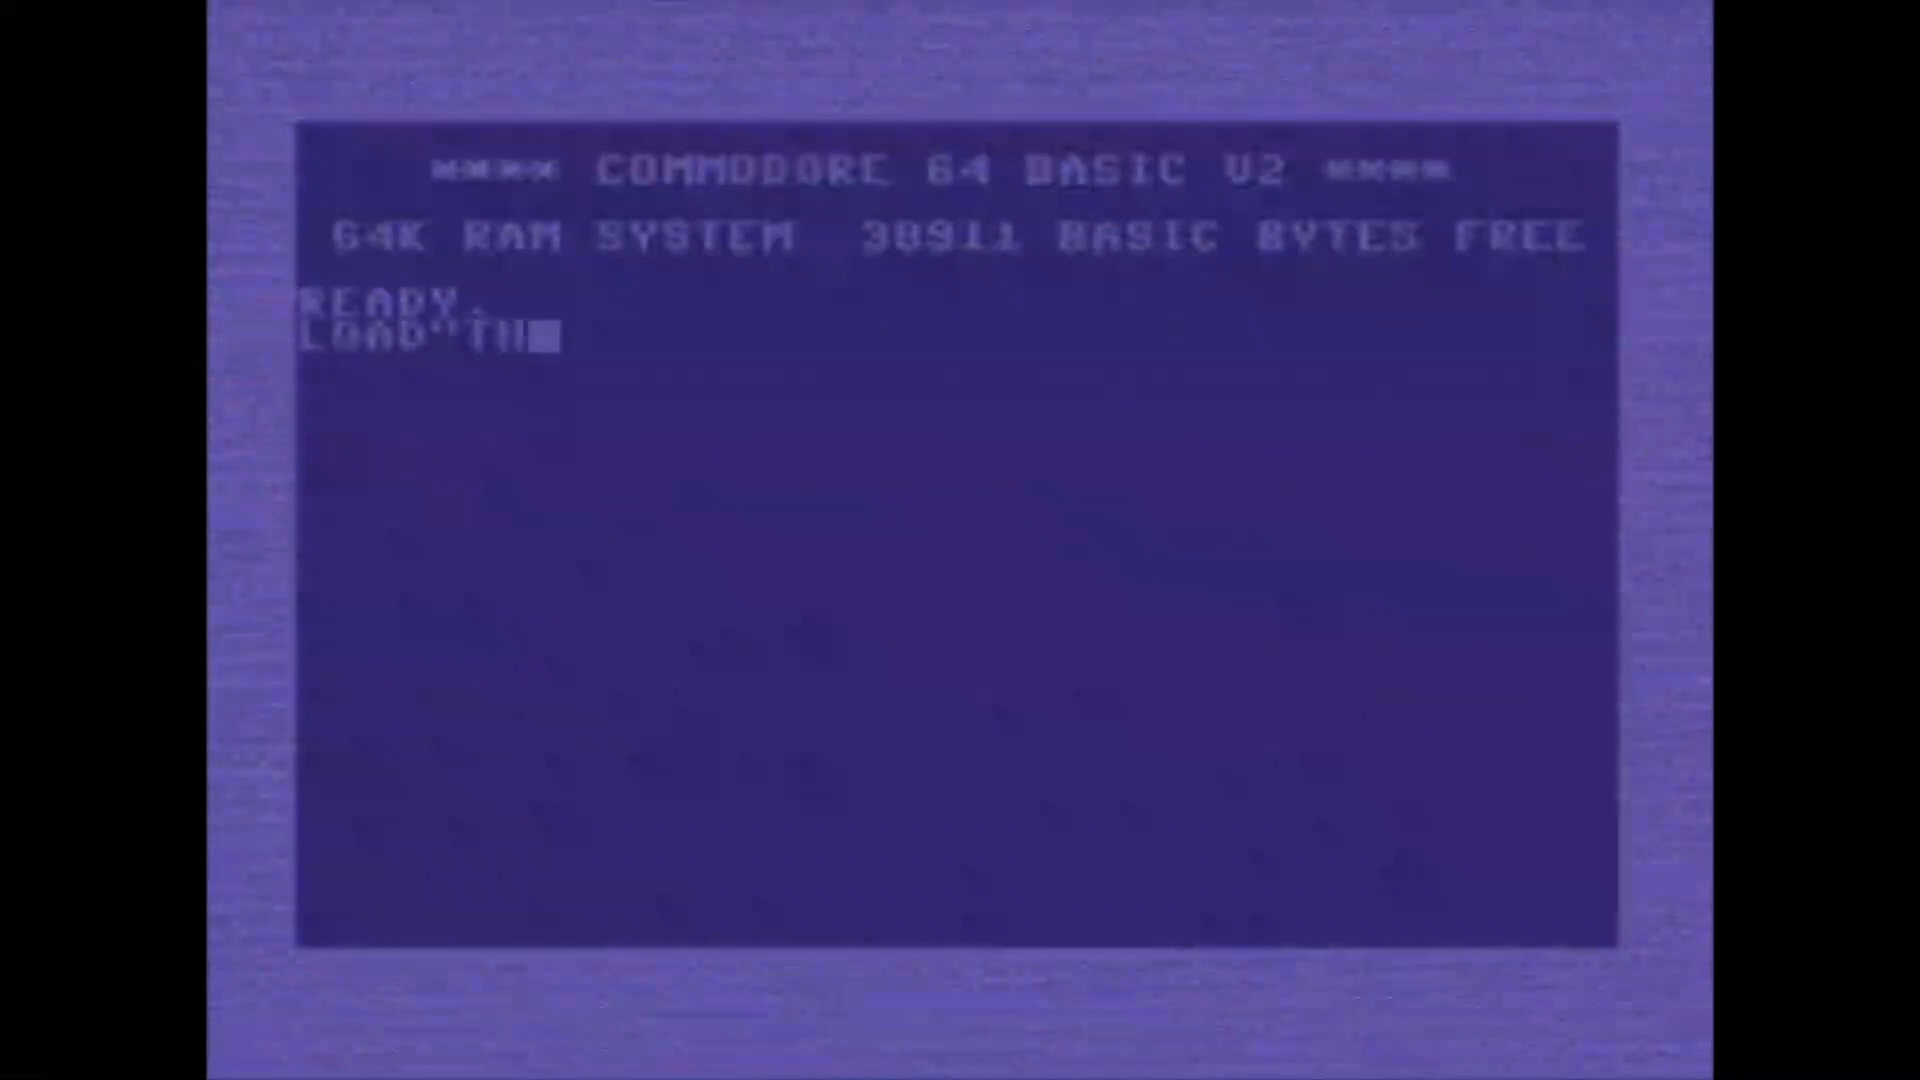 **** COMMODORE 64 BASIC V2 ****
64K RAM SYSTEM  38911 BASIC BYTES FREE
READY.
LOAD"TH